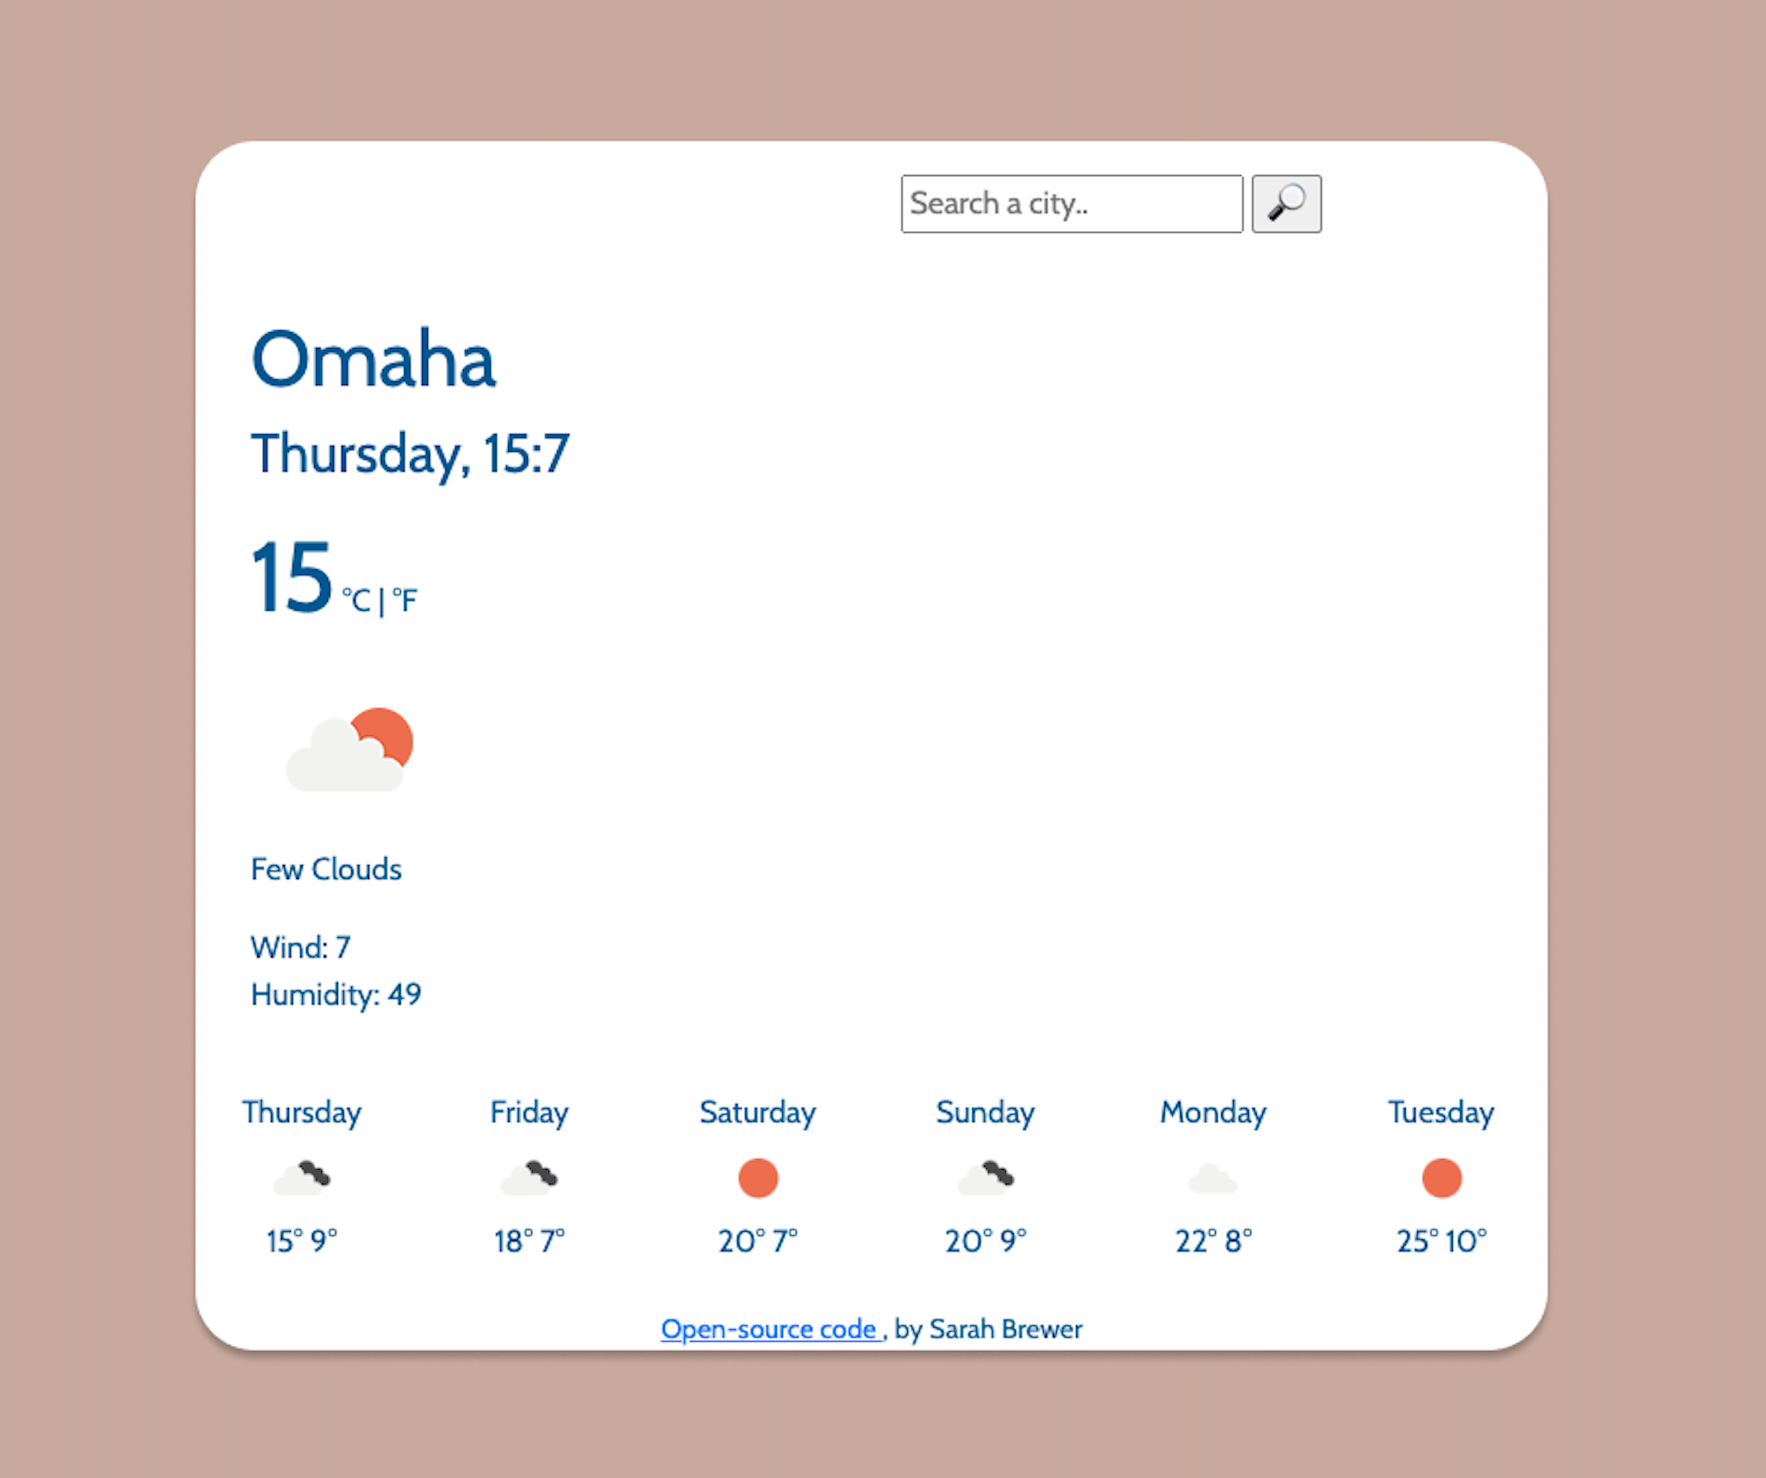 Search a city..
Omaha
Thursday, 15:7
15 °C | °F
Few Clouds
Wind: 7
Humidity: 49
Thursday Friday Saturday Sunday Monday Tuesday
15° 9° 18° 7° 20° 7° 20° 9° 22° 8° 25° 10°
Open-source code , by Sarah Brewer